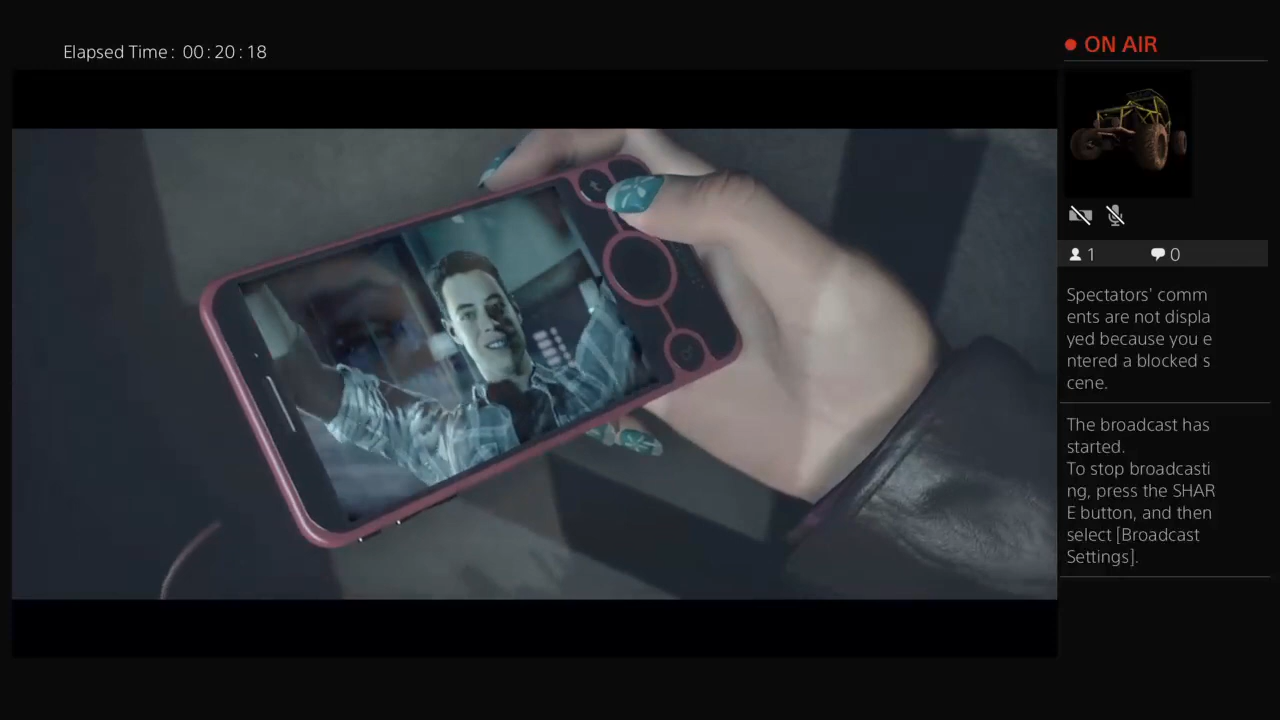 Elapsed Time: 00:20:18
ON AIR
1
0
Spectators' comm
ents are not displa
yed because you e
ntered a blocked s
cene.
The broadcast has
started.
To stop broadcasti
ng, press the SHAR
E button, and then
select [Broadcast
Settings].